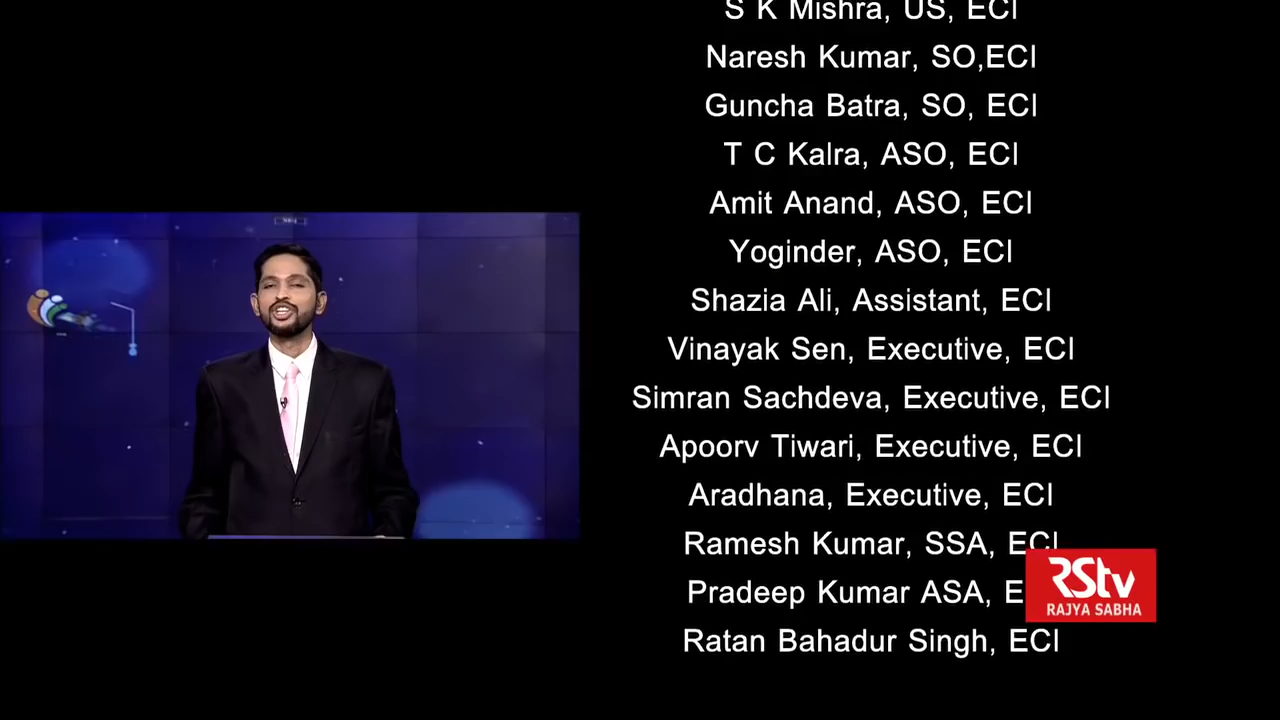 S K Mishra, US, ECI
Naresh Kumar, SO,ECI
Guncha Batra, SO, ECI
T C Kalra, ASO, ECI
Amit Anand, ASO, ECI
Yoginder, ASO, ECI
Shazia Ali, Assistant, ECI
Vinayak Sen, Executive, ECI
Simran Sachdeva, Executive, ECI
Apoorv Tiwari, Executive, ECI
Aradhana, Executive, ECI
Ramesh Kumar, SSA, ECI
Pradeep Kumar ASA, E
Ratan Bahadur Singh, ECI
RStv
RAJYA SABHA